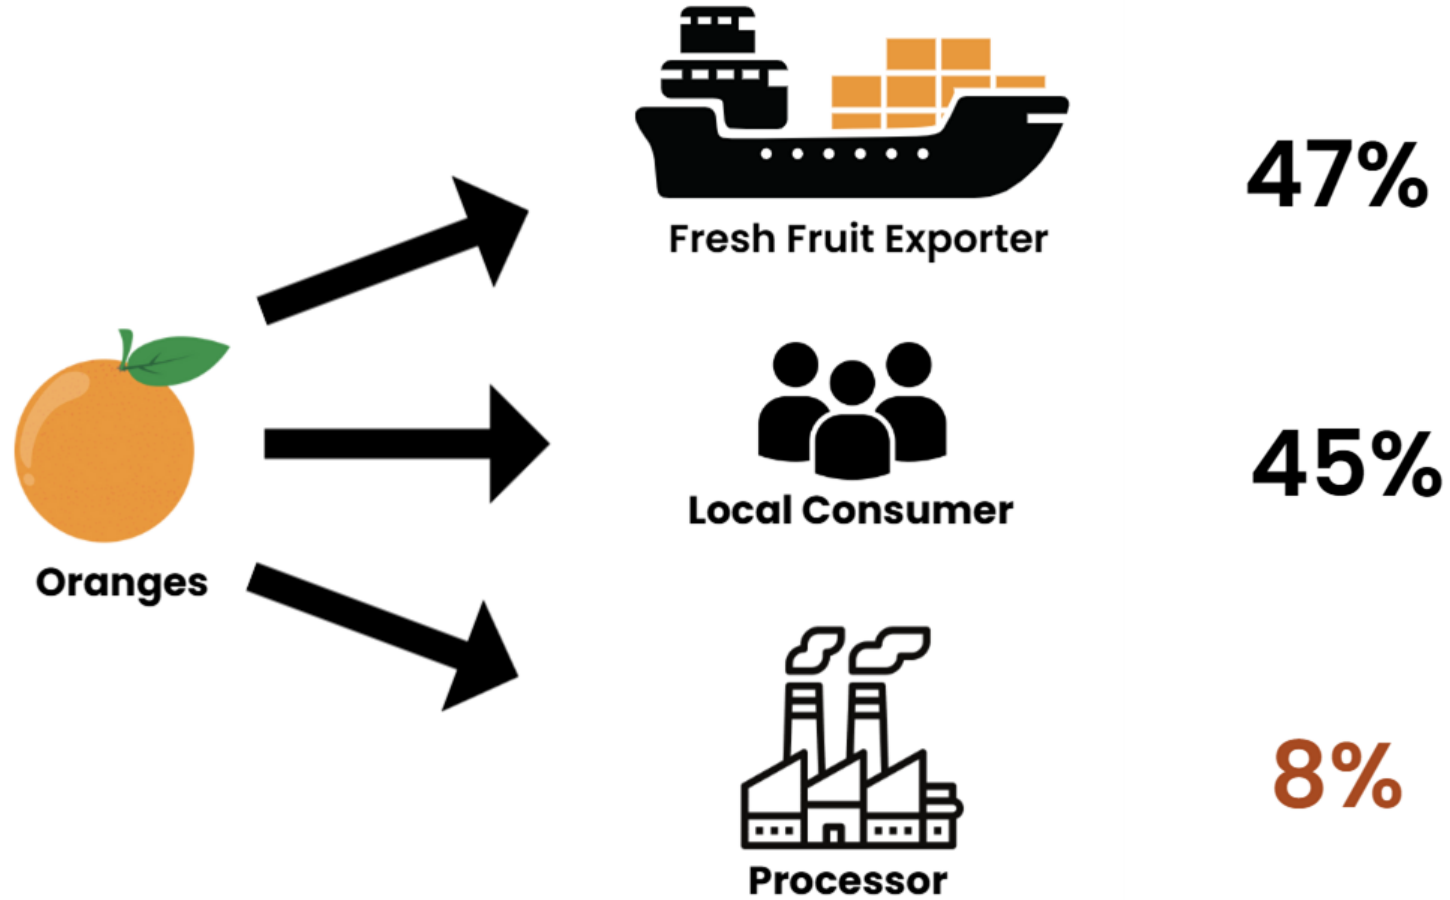 Fresh Fruit Exporter
47%
Oranges
Local Consumer
45%
Processor
8%